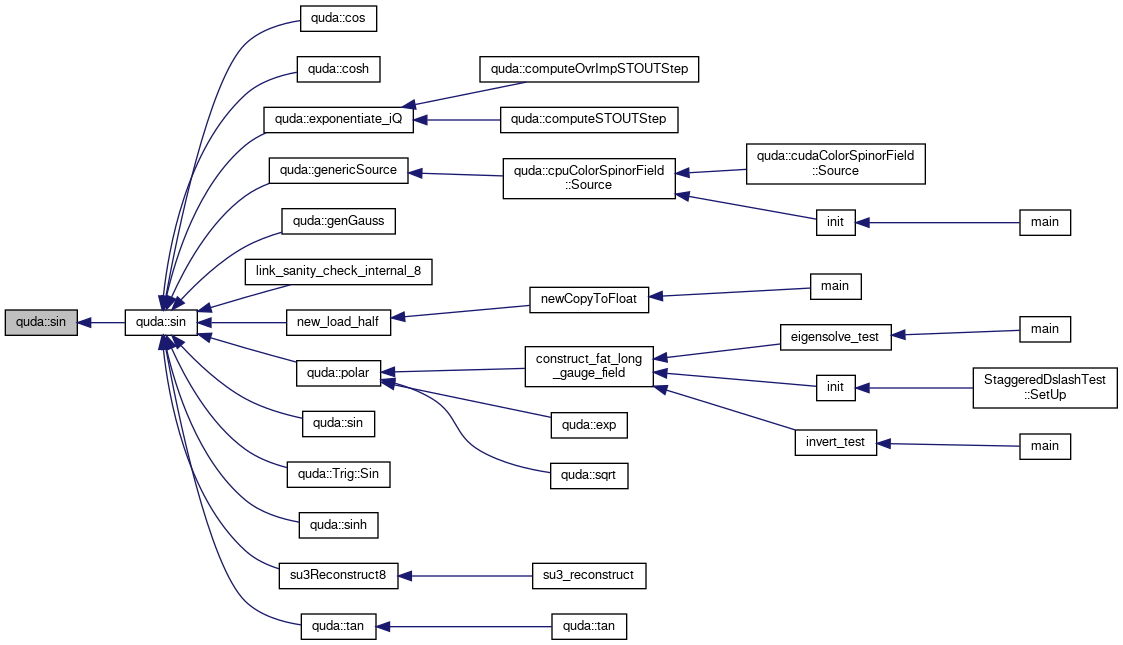 quda::cos
quda::cosh
quda::computeOvrImpSTOUTStep
quda::exponentiate_iQ
quda::computeSTOUTStep
quda::genericSource
quda::cpuColorSpinorField
::Source
quda::cudaColorSpinorField
::Source
init
main
quda::genGauss
link_sanity_check_internal_8
quda::sin
quda::sin
new_load_half
newCopyToFloat
main
quda::polar
construct_fat_long
_gauge_field
eigensolve_test
main
init
StaggeredDslashTest
::SetUp
invert_test
main
quda::exp
quda::sqrt
quda::sin
quda::Trig::Sin
quda::sinh
su3Reconstruct8
su3_reconstruct
quda::tan
quda::tan